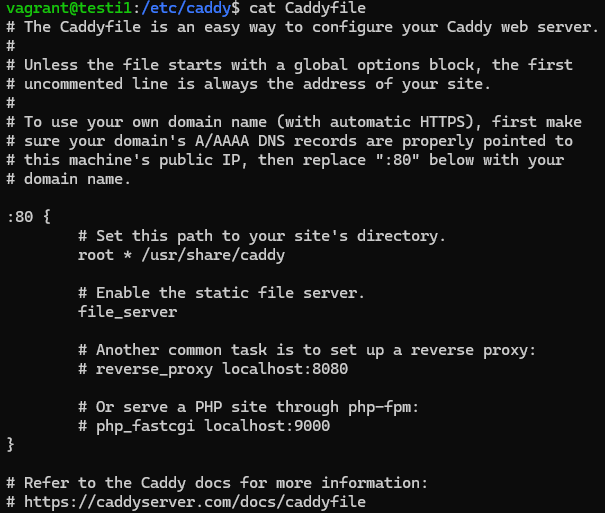 vagrant@testi1:/etc/caddy$ cat Caddyfile
# The Caddyfile is an easy way to configure your Caddy web server.
#
# Unless the file starts with a global options block, the first
# uncommented line is always the address of your site.
#
# To use your own domain name (with automatic HTTPS), first make
# sure your domain's A/AAAA DNS records are properly pointed to
# this machine's public IP, then replace ":80" below with your
# domain name.

:80 {
        # Set this path to your site's directory.
        root * /usr/share/caddy

        # Enable the static file server.
        file_server

        # Another common task is to set up a reverse proxy:
        # reverse_proxy localhost:8080

        # Or serve a PHP site through php-fpm:
        # php_fastcgi localhost:9000
}

# Refer to the Caddy docs for more information:
# https://caddyserver.com/docs/caddyfile